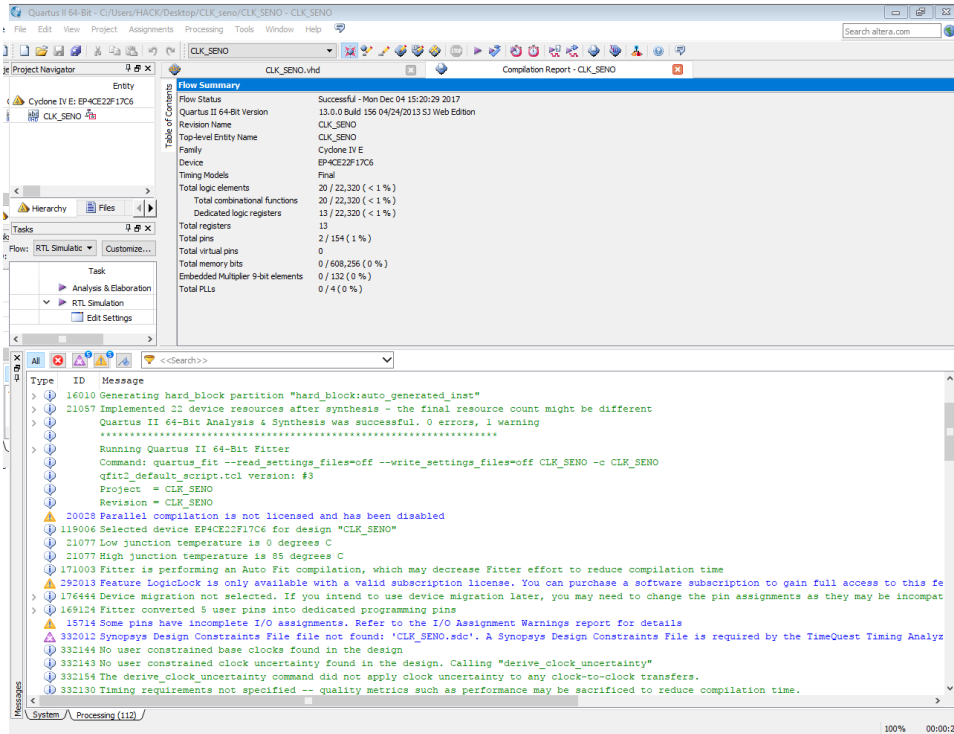 Quartus II 64-Bit - C:/Users/HACK/Desktop/CLK_seno/CLK_SENO - CLK_SENO
File Edit View Project Assignments Processing Tools Window Help
Search altera.com
CLK_SENO
Project Navigator
CLK_SENO.vhd
Compilation Report - CLK_SENO
Entity
Cyclone IV E: EP4CE22F17C6
CLK_SENO
Hierarchy Files
Tasks
Flow: RTL Simulatic Customize...
Task
Analysis & Elaboration
RTL Simulation
Edit Settings
Table of Contents
Flow Summary
Flow Status Successful - Mon Dec 04 15:20:29 2017
Quartus II 64-Bit Version 13.0.0 Build 156 04/24/2013 SJ Web Edition
Revision Name CLK_SENO
Top-level Entity Name CLK_SENO
Family Cyclone IV E
Device EP4CE22F17C6
Timing Models Final
Total logic elements 20 / 22,320 ( < 1 % )
Total combinational functions 20 / 22,320 ( < 1 % )
Dedicated logic registers 13 / 22,320 ( < 1 % )
Total registers 13
Total pins 2 / 154 ( 1 % )
Total virtual pins 0
Total memory bits 0 / 608,256 ( 0 % )
Embedded Multiplier 9-bit elements 0 / 132 ( 0 % )
Total PLLs 0 / 4 ( 0 % )
All <<Search>>
Type ID Message
16010 Generating hard_block partition "hard_block:auto_generated_inst"
21057 Implemented 22 device resources after synthesis - the final resource count might be different
Quartus II 64-Bit Analysis & Synthesis was successful. 0 errors, 1 warning
*******************************************************************
Running Quartus II 64-Bit Fitter
Command: quartus_fit --read_settings_files=off --write_settings_files=off CLK_SENO -c CLK_SENO
qfit2_default_script.tcl version: #3
Project = CLK_SENO
Revision = CLK_SENO
20028 Parallel compilation is not licensed and has been disabled
119006 Selected device EP4CE22F17C6 for design "CLK_SENO"
21077 Low junction temperature is 0 degrees C
21077 High junction temperature is 85 degrees C
171003 Fitter is performing an Auto Fit compilation, which may decrease Fitter effort to reduce compilation time
292013 Feature LogicLock is only available with a valid subscription license. You can purchase a software subscription to gain full access to this fe
176444 Device migration not selected. If you intend to use device migration later, you may need to change the pin assignments as they may be incompat
169124 Fitter converted 5 user pins into dedicated programming pins
15714 Some pins have incomplete I/O assignments. Refer to the I/O Assignment Warnings report for details
332012 Synopsys Design Constraints File file not found: 'CLK_SENO.sdc'. A Synopsys Design Constraints File is required by the TimeQuest Timing Analyz
332144 No user constrained base clocks found in the design
332143 No user constrained clock uncertainty found in the design. Calling "derive_clock_uncertainty"
332154 The derive_clock_uncertainty command did not apply clock uncertainty to any clock-to-clock transfers.
332130 Timing requirements not specified -- quality metrics such as performance may be sacrificed to reduce compilation time.
Messages
System Processing (112)
100% 00:00:2